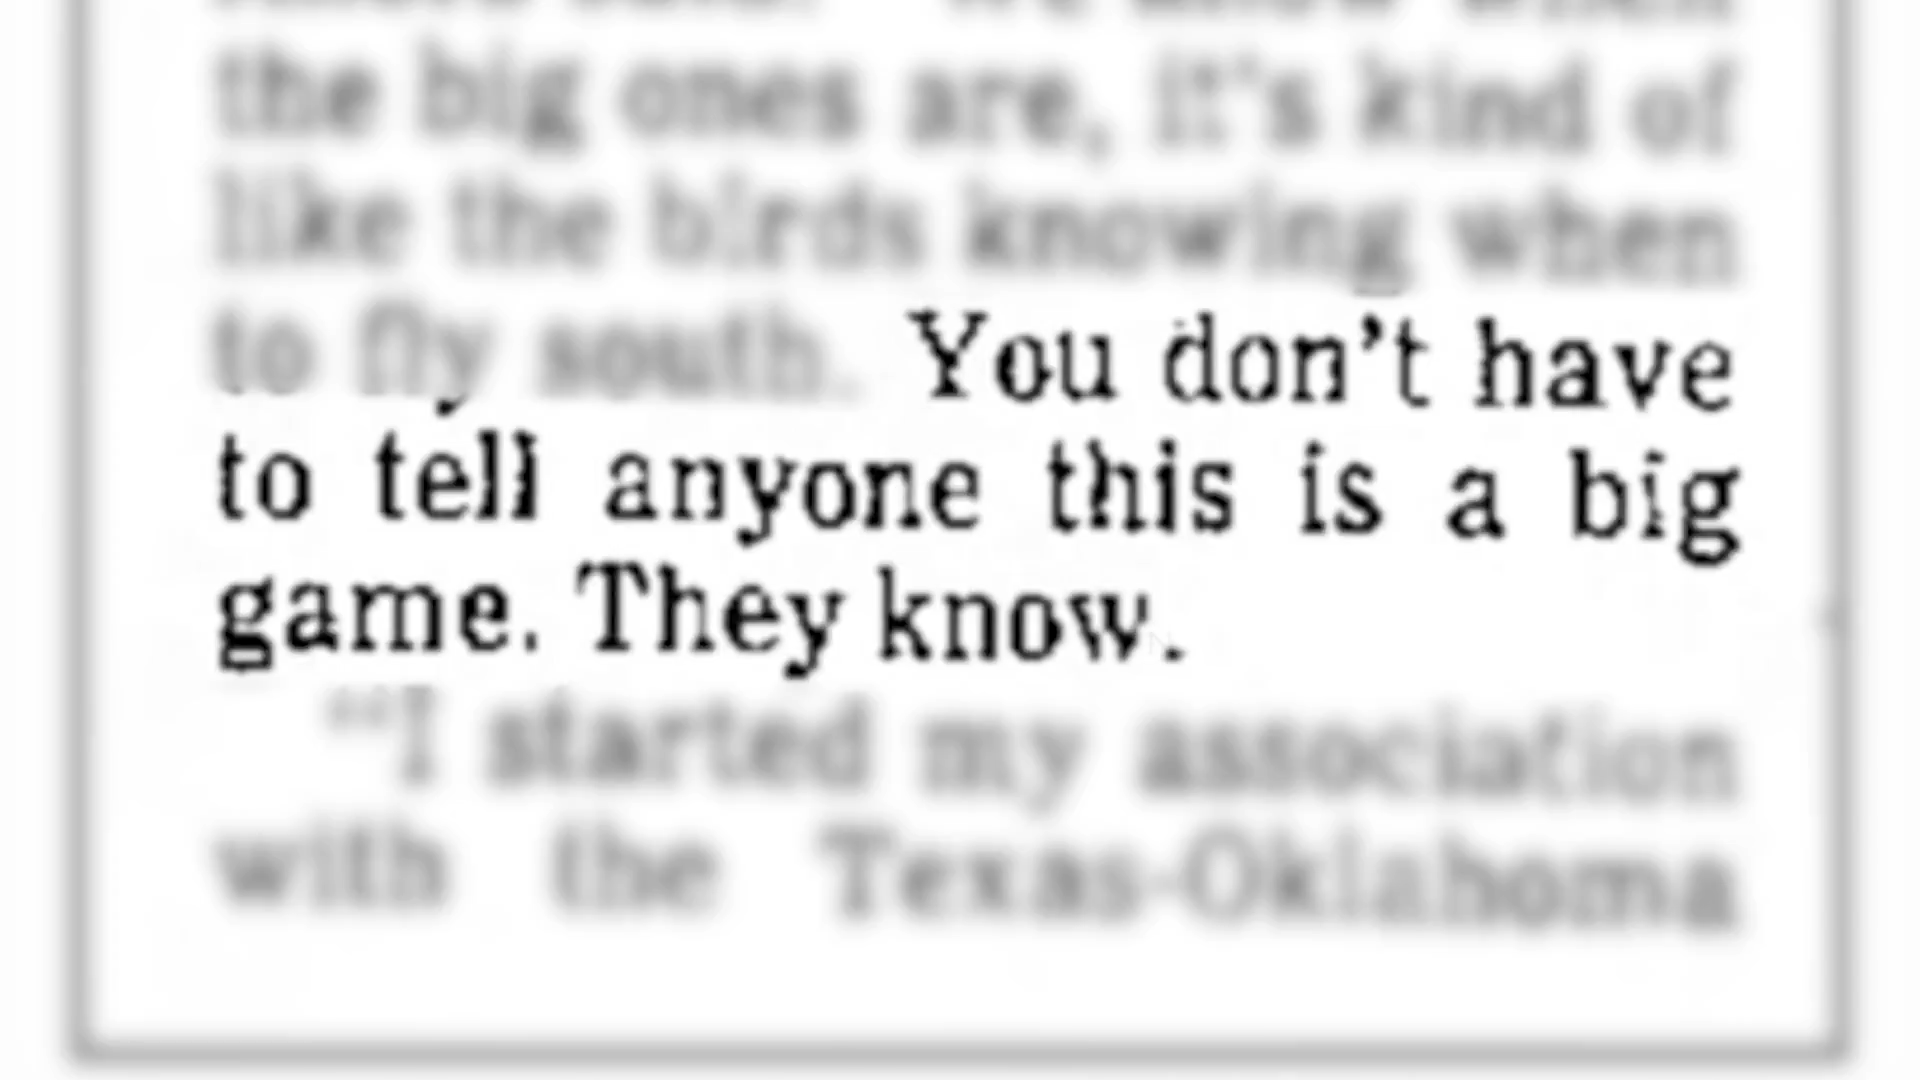 the big ones are, it's kind of
like the birds knowing when
to fly south. You don't have
to tell anyone this is a big
game. They know.
"I started my association
with the Texas-Oklahoma